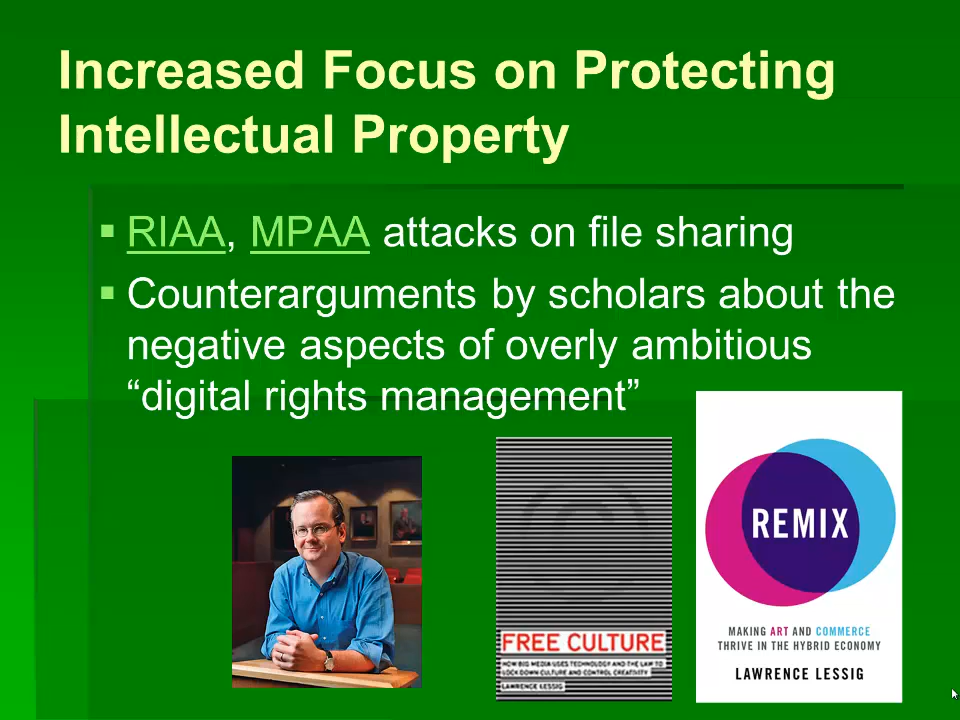 Increased Focus on Protecting
Intellectual Property
RIAA, MPAA attacks on file sharing
Counterarguments by scholars about the
negative aspects of overly ambitious
“digital rights management”
FREE CULTURE
HOW BIG MEDIA USES TECHNOLOGY AND THE LAW TO
LOCK DOWN CULTURE AND CONTROL CREATIVITY
LAWRENCE LESSIG
REMIX
MAKING ART AND COMMERCE
THRIVE IN THE HYBRID ECONOMY
LAWRENCE LESSIG